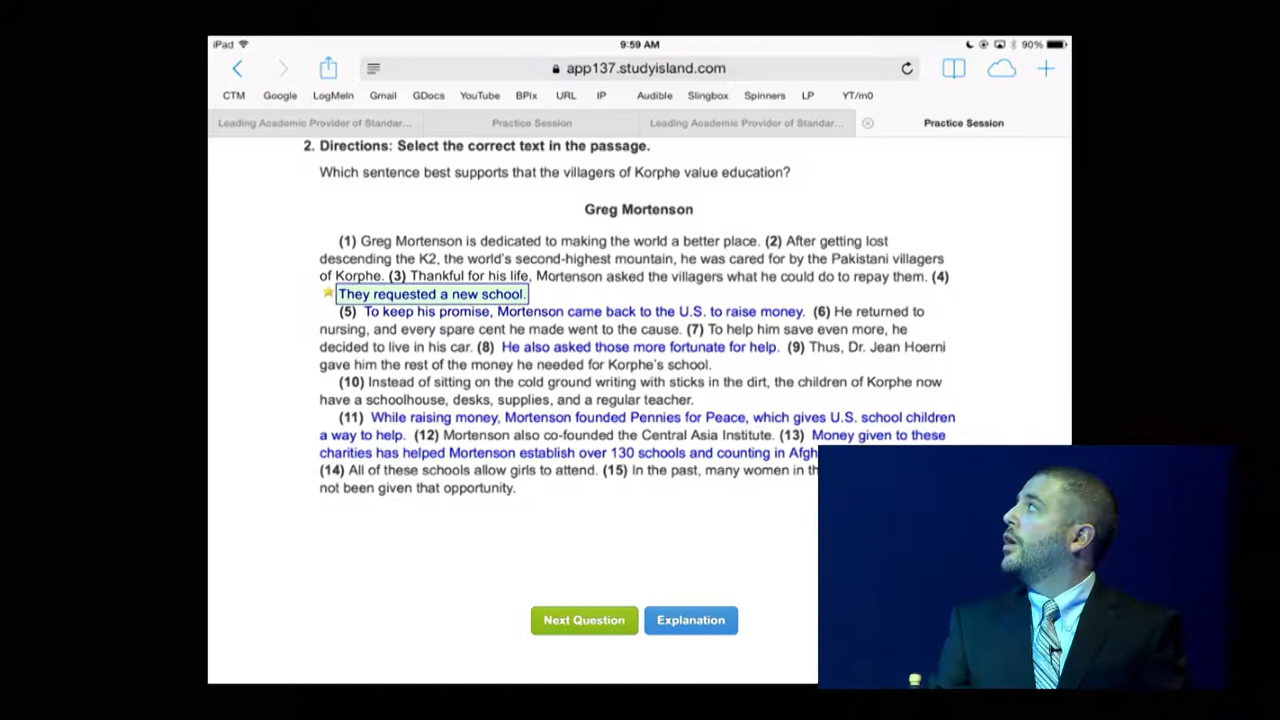 iPad 9:59 AM 90%
app137.studyisland.com
CTM Google LogMeIn Gmail GDocs YouTube BPix URL IP Audible Slingbox Spinners LP YT/m0
Leading Academic Provider of Standar... Practice Session Leading Academic Provider of Standar... Practice Session
2. Directions: Select the correct text in the passage.
Which sentence best supports that the villagers of Korphe value education?
Greg Mortenson
(1) Greg Mortenson is dedicated to making the world a better place. (2) After getting lost
descending the K2, the world's second-highest mountain, he was cared for by the Pakistani villagers
of Korphe. (3) Thankful for his life, Mortenson asked the villagers what he could do to repay them. (4)
They requested a new school.
(5) To keep his promise, Mortenson came back to the U.S. to raise money. (6) He returned to
nursing, and every spare cent he made went to the cause. (7) To help him save even more, he
decided to live in his car. (8) He also asked those more fortunate for help. (9) Thus, Dr. Jean Hoerni
gave him the rest of the money he needed for Korphe's school.
(10) Instead of sitting on the cold ground writing with sticks in the dirt, the children of Korphe now
have a schoolhouse, desks, supplies, and a regular teacher.
(11) While raising money, Mortenson founded Pennies for Peace, which gives U.S. school children
a way to help. (12) Mortenson also co-founded the Central Asia Institute. (13) Money given to these
charities has helped Mortenson establish over 130 schools and counting in Afgh
(14) All of these schools allow girls to attend. (15) In the past, many women in th
not been given that opportunity.
Next Question Explanation